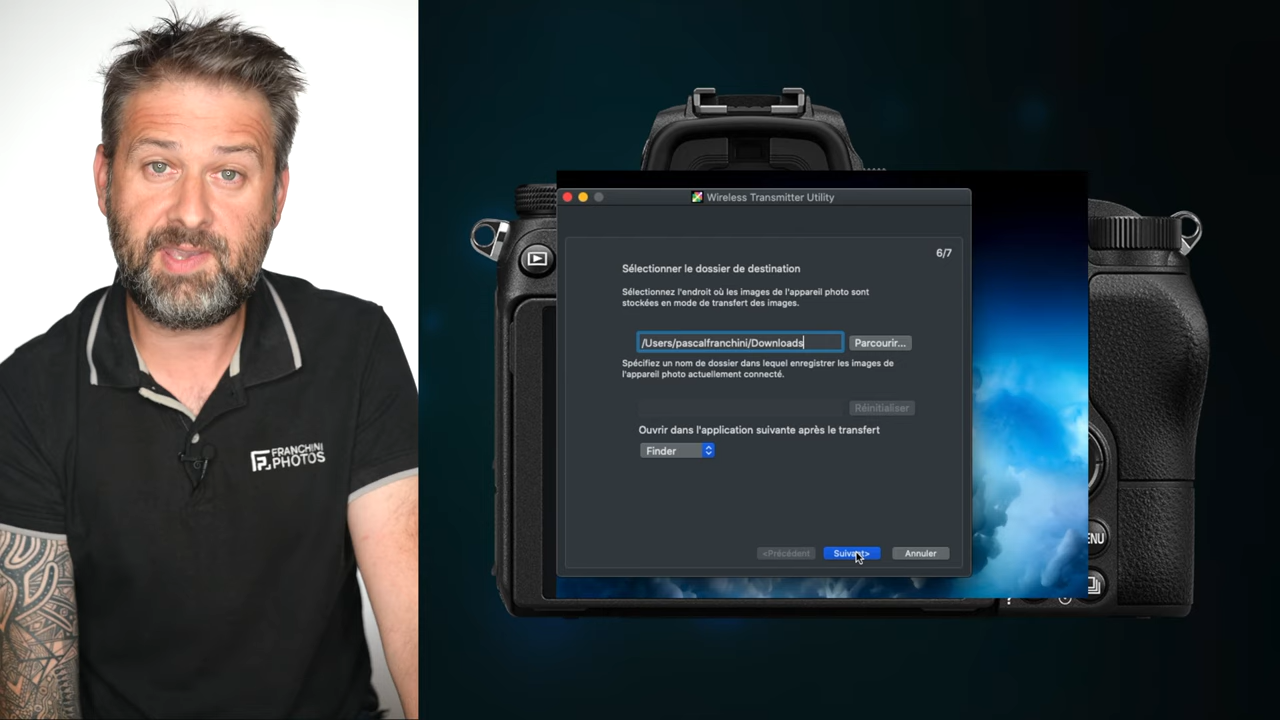 FRANCHINI
PHOTOS
Wireless Transmitter Utility
6/7
Sélectionner le dossier de destination
Sélectionnez l'endroit où les images de l'appareil photo sont
stockées en mode de transfert des images.
/Users/pascalfranchini/Downloads
Parcourir...
Spécifiez un nom de dossier dans lequel enregistrer les images de
l'appareil photo actuellement connecté.
Réinitialiser
Ouvrir dans l'application suivante après le transfert
Finder
<Précédent
Suivant>
Annuler
ENU